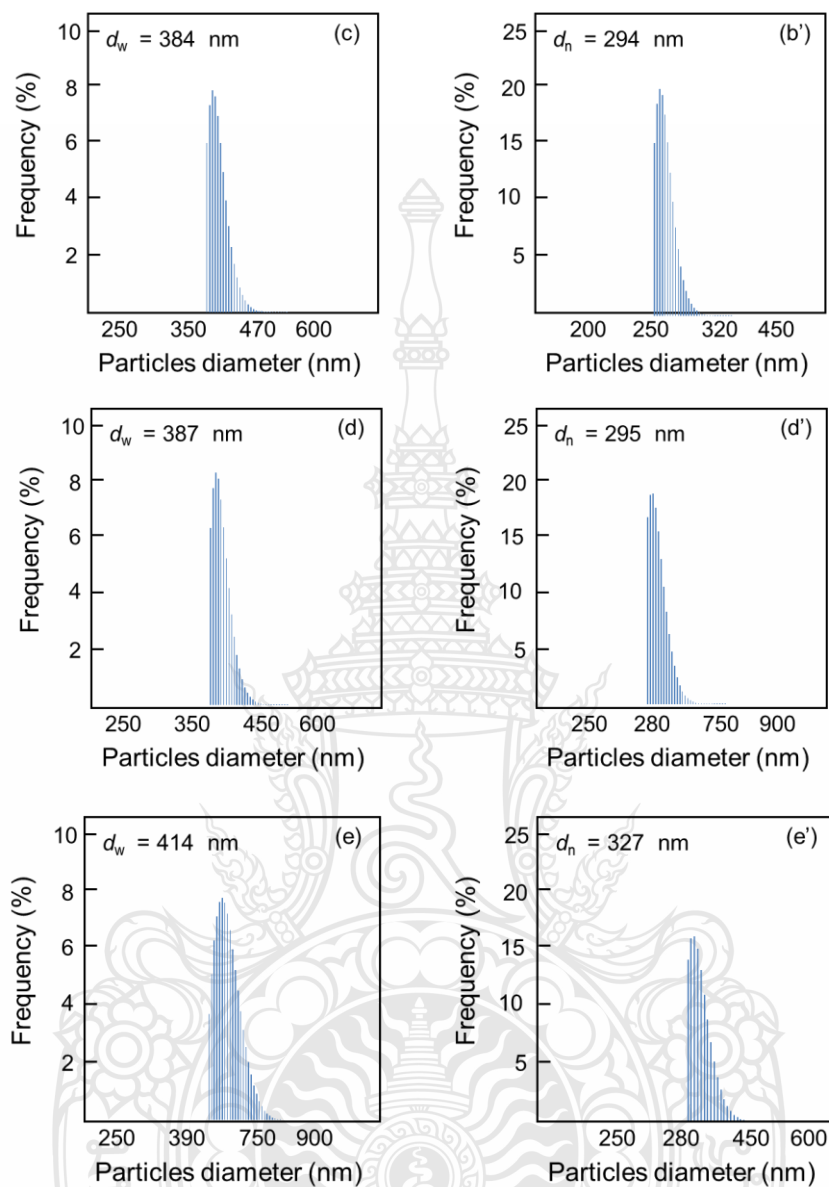 d_w = 384 nm (c)
10
8
6
4
2
Frequency (%)
250 350 470 600
Particles diameter (nm)
d_n = 294 nm (b’)
25
20
15
10
5
Frequency (%)
200 250 320 450
Particles diameter (nm)
d_w = 387 nm (d)
10
8
6
4
2
Frequency (%)
250 350 450 600
Particles diameter (nm)
d_n = 295 nm (d’)
25
20
15
10
5
Frequency (%)
250 280 750 900
Particles diameter (nm)
d_w = 414 nm (e)
10
8
6
4
2
Frequency (%)
250 390 750 900
Particles diameter (nm)
d_n = 327 nm (e’)
25
20
15
10
5
Frequency (%)
250 280 450 600
Particles diameter (nm)